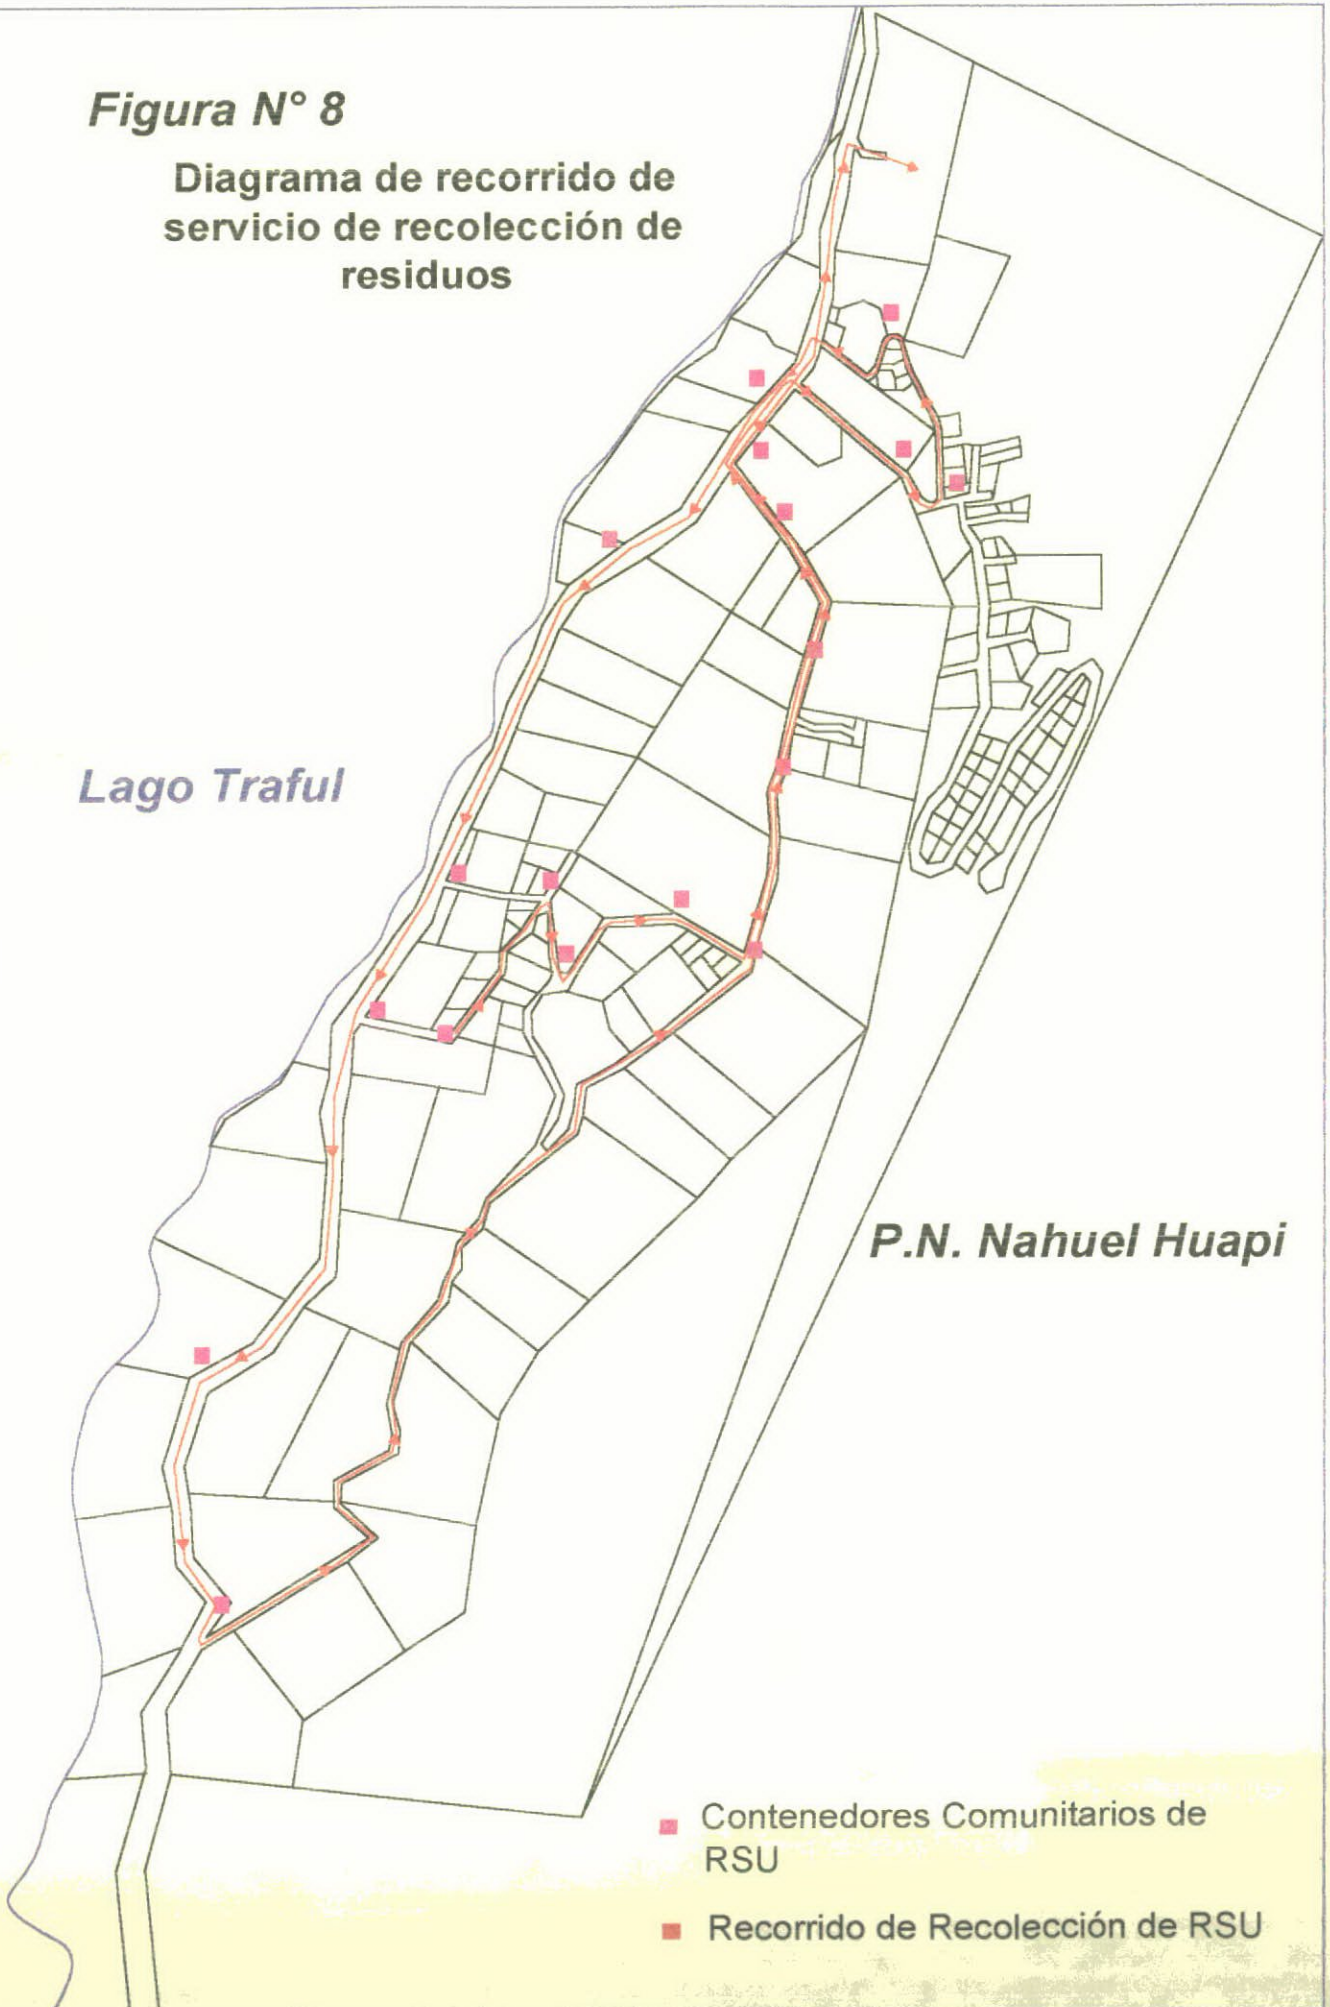 Figura N° 8
Diagrama de recorrido de
servicio de recolección de
residuos
Lago Traful
P.N. Nahuel Huapi
Contenedores Comunitarios de
RSU
Recorrido de Recolección de RSU